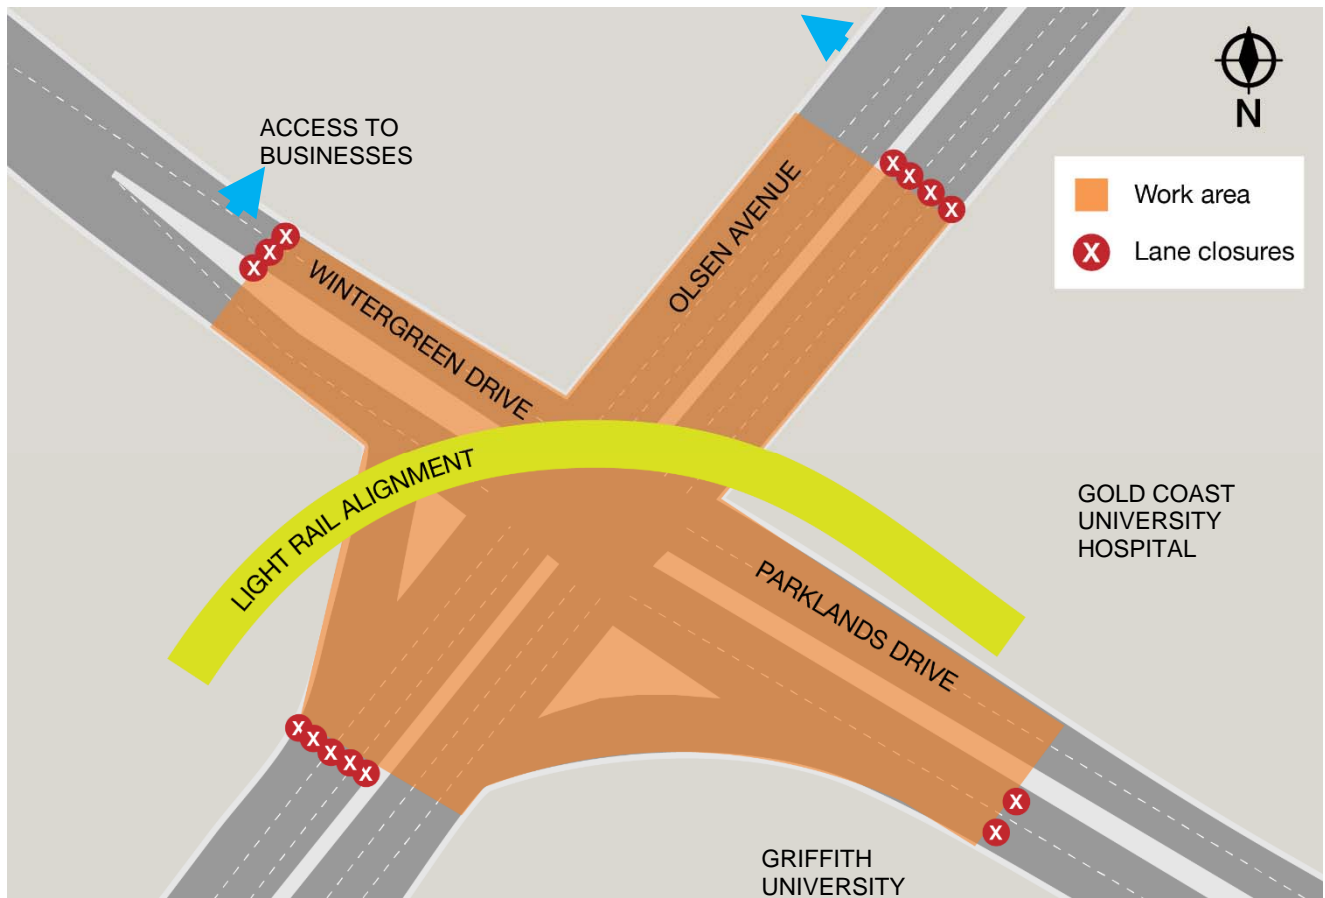 ACCESS TO
BUSINESSES
N
OLSEN AVENUE
Work area
X Lane closures
X
X
X
X
X
X
X
WINTERGREEN DRIVE
LIGHT RAIL ALIGNMENT
GOLD COAST
UNIVERSITY
HOSPITAL
PARKLANDS DRIVE
X
X
X
X
X
X
X
GRIFFITH
UNIVERSITY